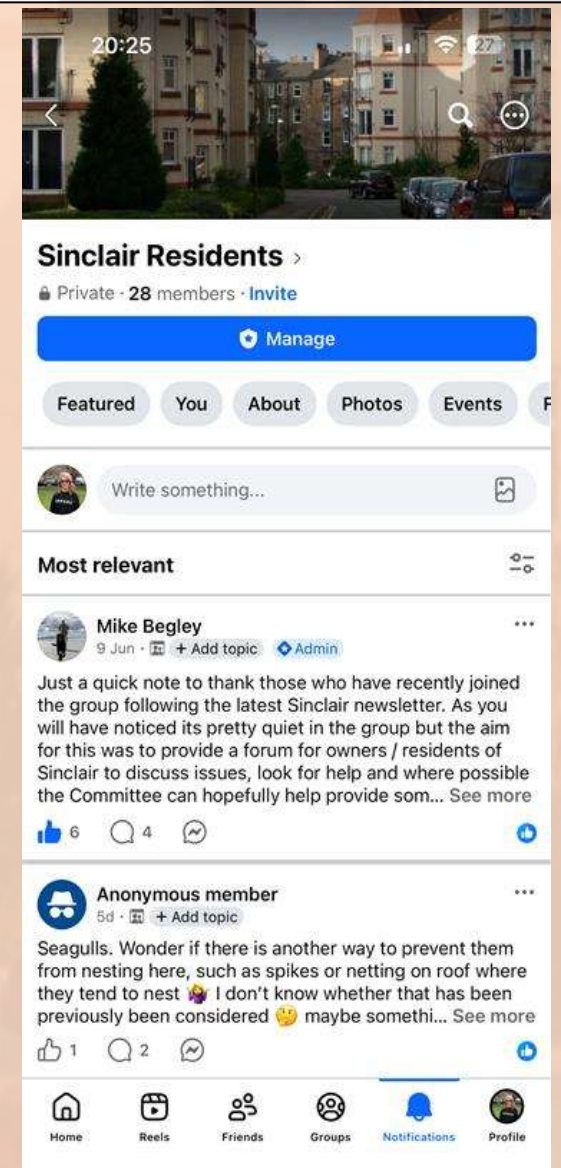 20:25
27
Sinclair Residents >
Private · 28 members · Invite
Manage
Featured You About Photos Events F
Write something...
Most relevant
Mike Begley
9 Jun · + Add topic Admin
Just a quick note to thank those who have recently joined
the group following the latest Sinclair newsletter. As you
will have noticed its pretty quiet in the group but the aim
for this was to provide a forum for owners / residents of
Sinclair to discuss issues, look for help and where possible
the Committee can hopefully help provide som... See more
6 4
Anonymous member
5d · + Add topic
Seagulls. Wonder if there is another way to prevent them
from nesting here, such as spikes or netting on roof where
they tend to nest 🤷‍♀️ I don't know whether that has been
previously been considered 🤔 maybe somethi... See more
1 2
Home Reels Friends Groups Notifications Profile